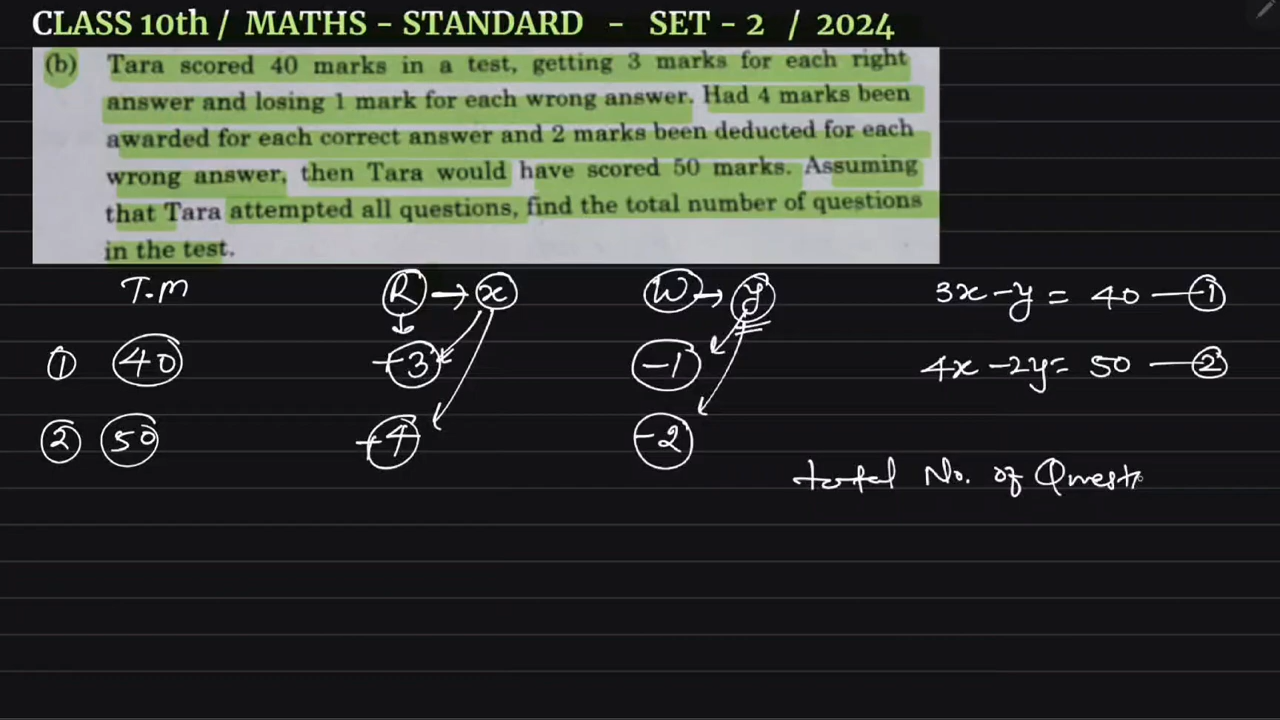 CLASS 10th / MATHS - STANDARD - SET - 2 / 2024
(b) Tara scored 40 marks in a test, getting 3 marks for each right
answer and losing 1 mark for each wrong answer. Had 4 marks been
awarded for each correct answer and 2 marks been deducted for each
wrong answer, then Tara would have scored 50 marks. Assuming
that Tara attempted all questions, find the total number of questions
in the test.
T.M R → x W → y 3x - y = 40 — 1
1 40 +3 -1 4x - 2y = 50 — 2
2 50 +4 -2
total No. of Questi